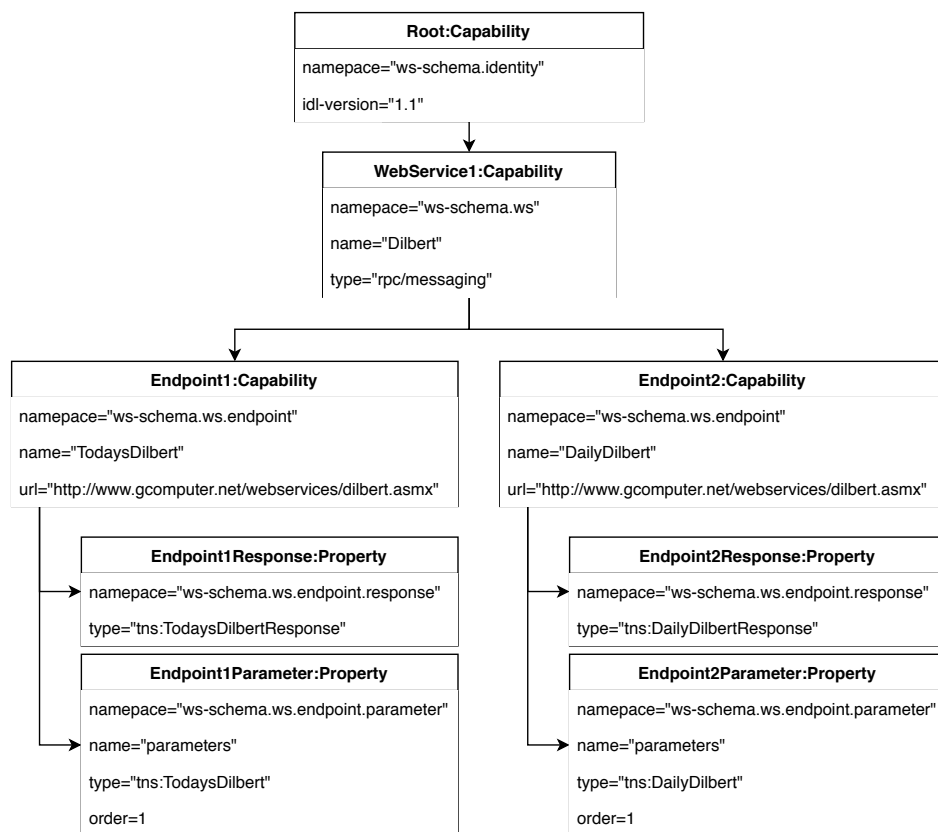 Root:Capability
namepace="ws-schema.identity"
idl-version="1.1"
WebService1:Capability
namepace="ws-schema.ws"
name="Dilbert"
type="rpc/messaging"
Endpoint1:Capability
namepace="ws-schema.ws.endpoint"
name="TodaysDilbert"
url="http://www.gcomputer.net/webservices/dilbert.asmx"
Endpoint1Response:Property
namepace="ws-schema.ws.endpoint.response"
type="tns:TodaysDilbertResponse"
Endpoint1Parameter:Property
namepace="ws-schema.ws.endpoint.parameter"
name="parameters"
type="tns:TodaysDilbert"
order=1
Endpoint2:Capability
namepace="ws-schema.ws.endpoint"
name="DailyDilbert"
url="http://www.gcomputer.net/webservices/dilbert.asmx"
Endpoint2Response:Property
namepace="ws-schema.ws.endpoint.response"
type="tns:DailyDilbertResponse"
Endpoint2Parameter:Property
namepace="ws-schema.ws.endpoint.parameter"
name="parameters"
type="tns:DailyDilbert"
order=1